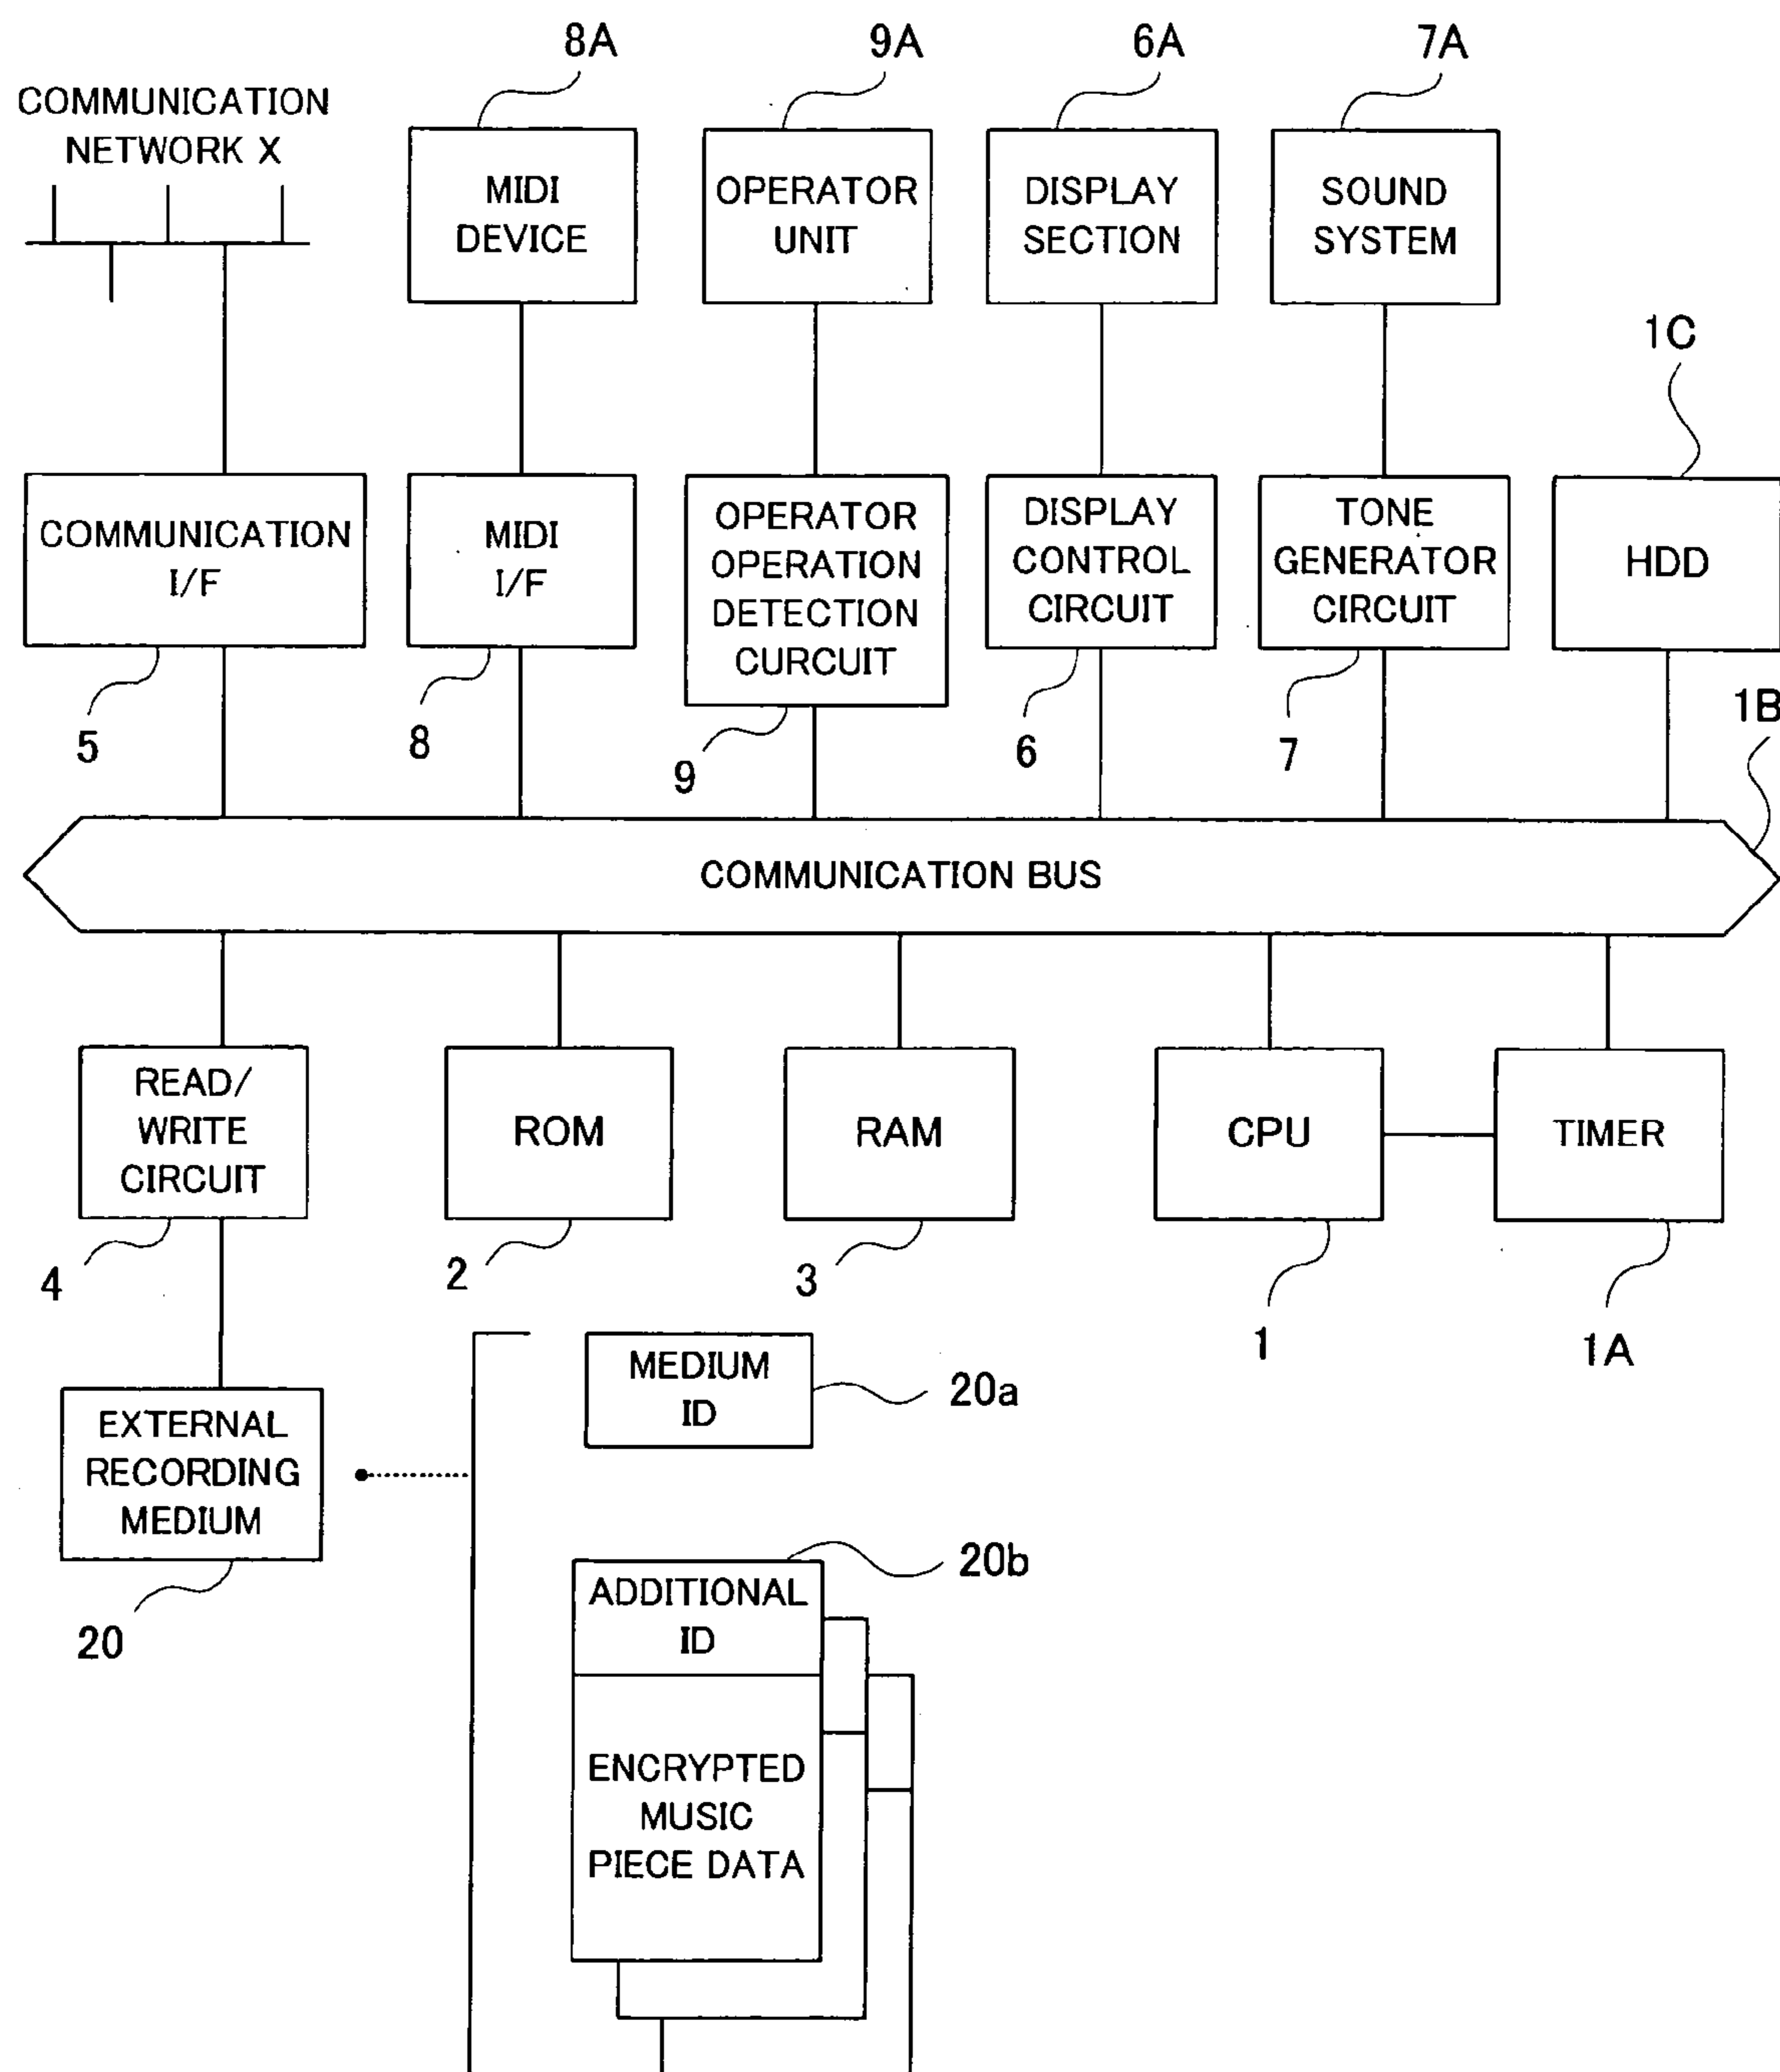 8A
9A
6A
7A
COMMUNICATION
NETWORK X
MIDI
DEVICE
OPERATOR
UNIT
DISPLAY
SECTION
SOUND
SYSTEM
1C
COMMUNICATION
I/F
MIDI
I/F
OPERATOR
OPERATION
DETECTION
CURCUIT
DISPLAY
CONTROL
CIRCUIT
TONE
GENERATOR
CIRCUIT
HDD
5
8
9
6
7
1B
COMMUNICATION BUS
READ/
WRITE
CIRCUIT
ROM
RAM
CPU
TIMER
4
2
3
1
1A
EXTERNAL
RECORDING
MEDIUM
20
MEDIUM
ID
20a
ADDITIONAL
ID
20b
ENCRYPTED
MUSIC
PIECE DATA